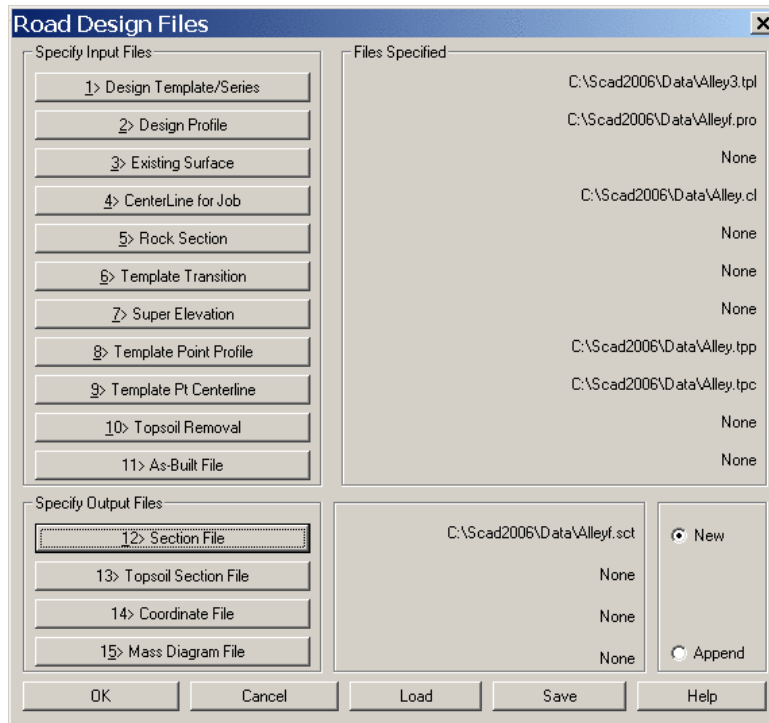 Road Design Files
Specify Input Files
Files Specified
1> Design Template/Series
C:\Scad2006\Data\Alley3.tpl
2> Design Profile
C:\Scad2006\Data\Alleyf.pro
3> Existing Surface
None
4> CenterLine for Job
C:\Scad2006\Data\Alley.cl
5> Rock Section
None
6> Template Transition
None
7> Super Elevation
None
8> Template Point Profile
C:\Scad2006\Data\Alley.tpp
9> Template Pt Centerline
C:\Scad2006\Data\Alley.tpc
10> Topsoil Removal
None
11> As-Built File
None
Specify Output Files
12> Section File
C:\Scad2006\Data\Alleyf.sct
New
13> Topsoil Section File
None
14> Coordinate File
None
15> Mass Diagram File
None
Append
OK
Cancel
Load
Save
Help